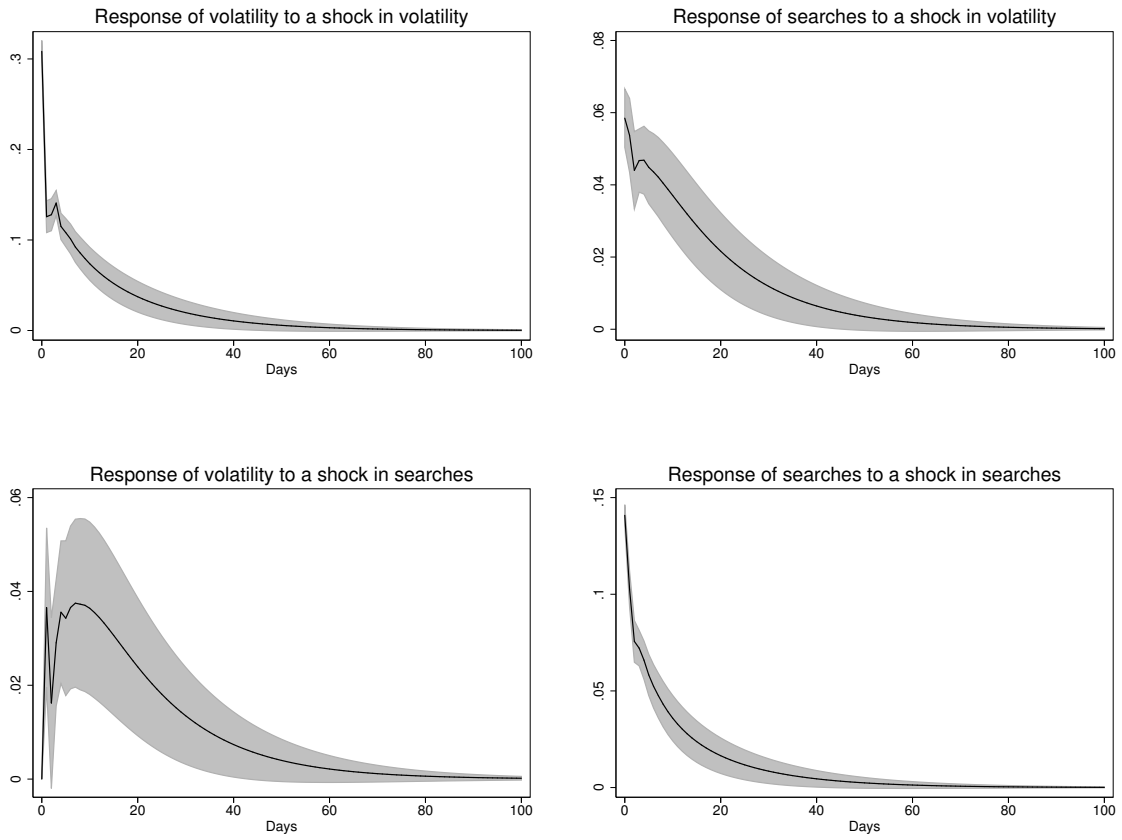 Response of volatility to a shock in volatility
.3
.2
.1
0
0 20 40 60 80 100
Days
Response of searches to a shock in volatility
.08
.06
.04
.02
0
0 20 40 60 80 100
Days
Response of volatility to a shock in searches
.06
.04
.02
0
0 20 40 60 80 100
Days
Response of searches to a shock in searches
.15
.1
.05
0
0 20 40 60 80 100
Days